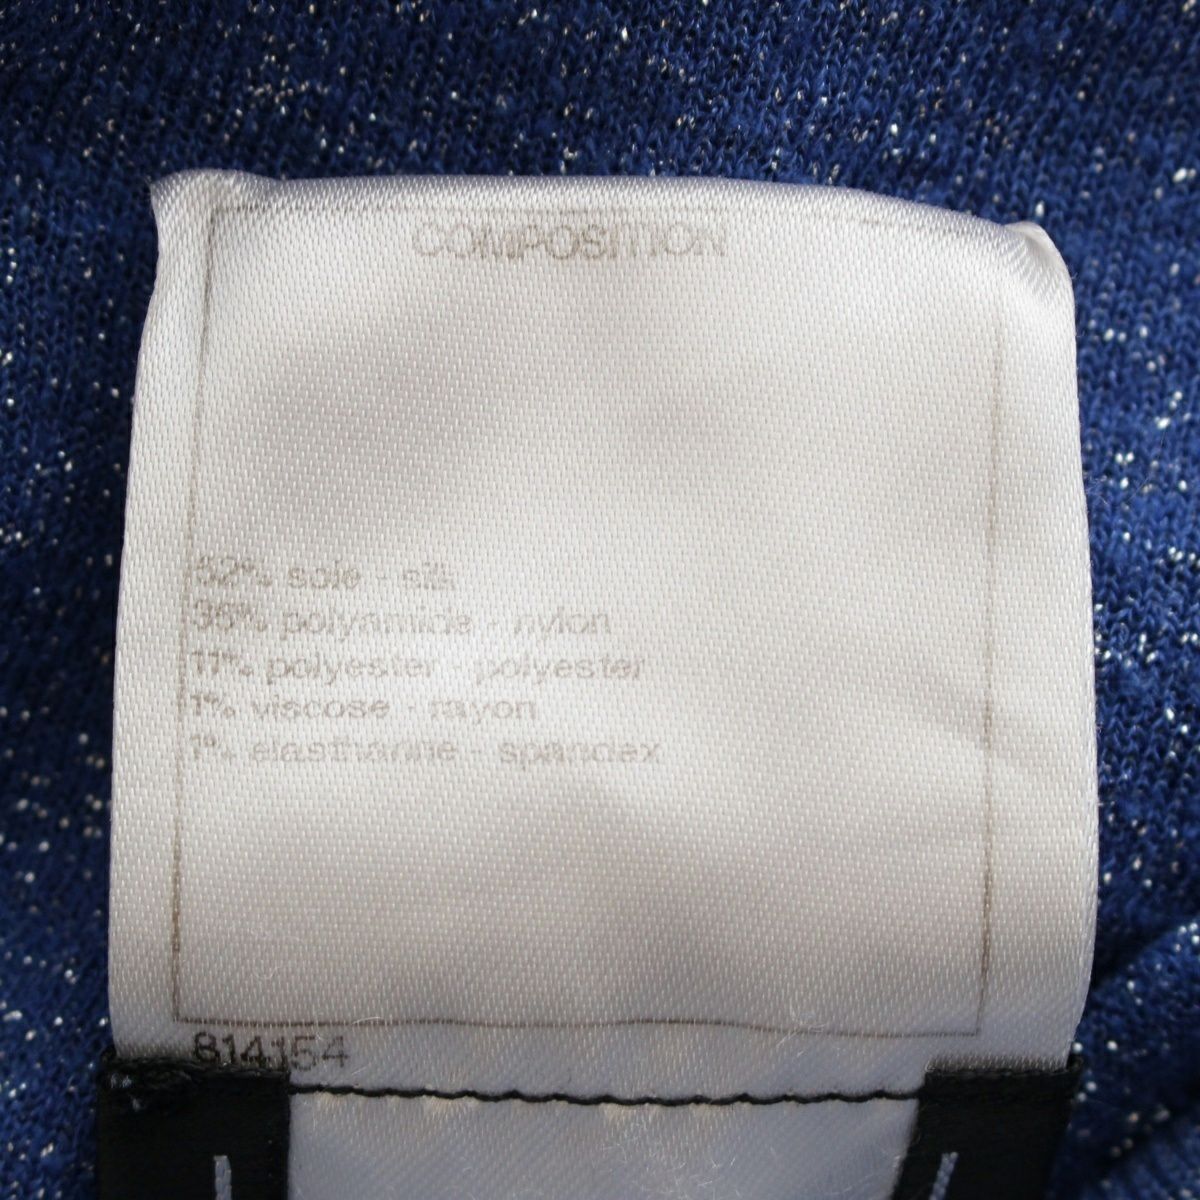 COMPOSITION
52% soie - silk
35% polyamide - nylon
11% polyester - polyester
1% viscose - rayon
1% elasthanne - spandex
814154